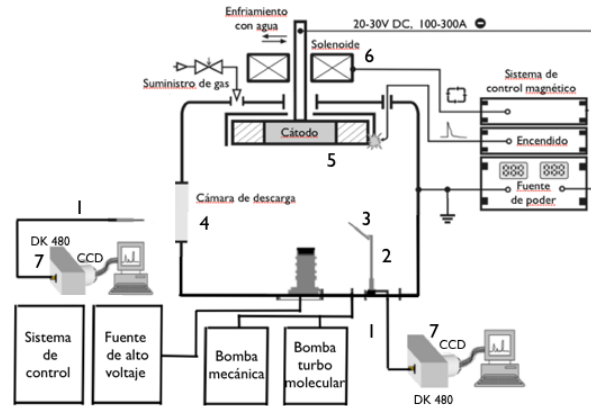 Enfriamiento
con agua
20-30V DC, 100-300A
Solenoide
6
Suministro de gas
Sistema de
control magnético
Cátodo
Encendido
5
Fuente
de poder
Cámara de descarga
4
3
1
2
DK 480
7
CCD
1
7
CCD
DK 480
Sistema
de
control
Fuente
de alto
voltaje
Bomba
mecánica
Bomba
turbo
molecular